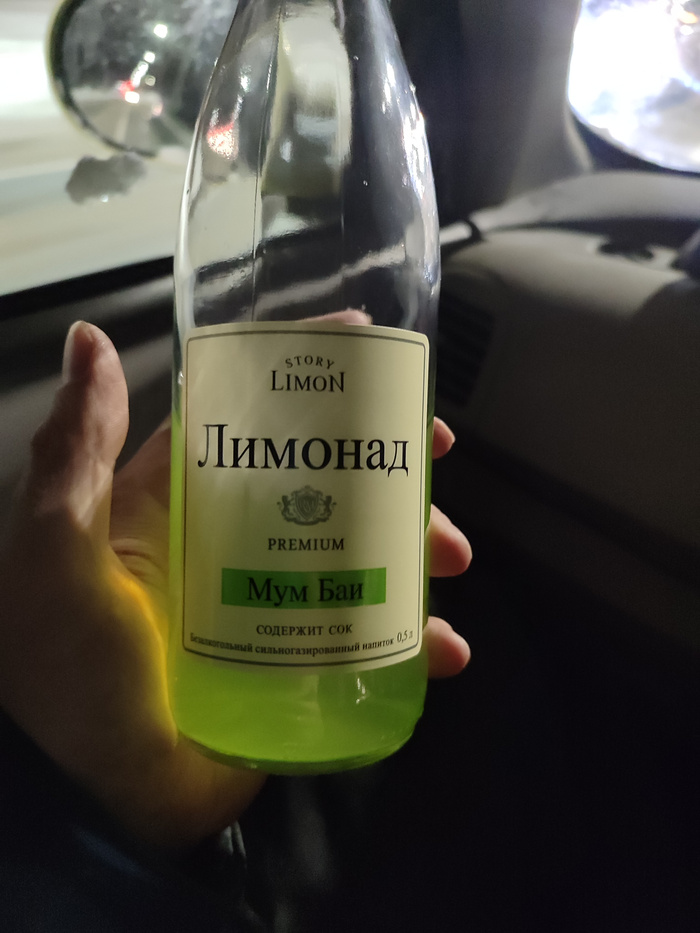 STORY
LIMON
Лимонад
PREMIUM
Мум Баи
СОДЕРЖИТ СОК
Безалкогольный сильногазированный напиток 0,5 л